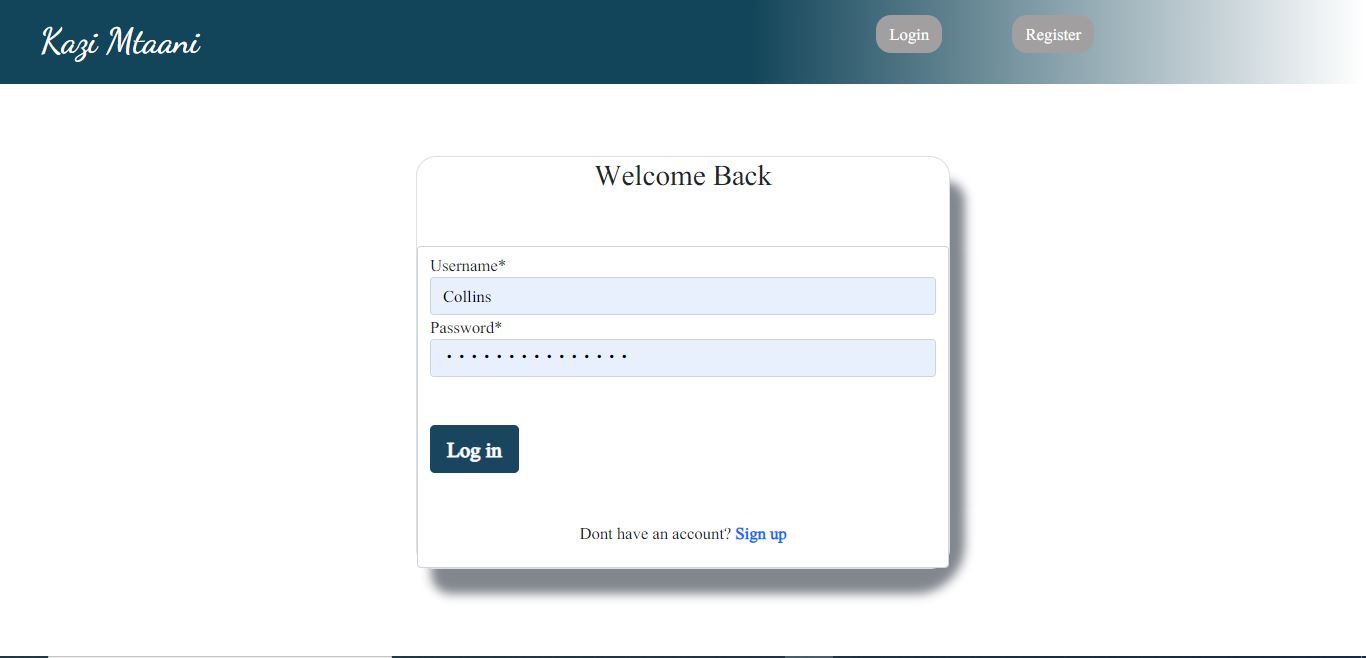 Kazi Mtaani
Login
Register
Welcome Back
Username*
Collins
Password*
Log in
Dont have an account? Sign up